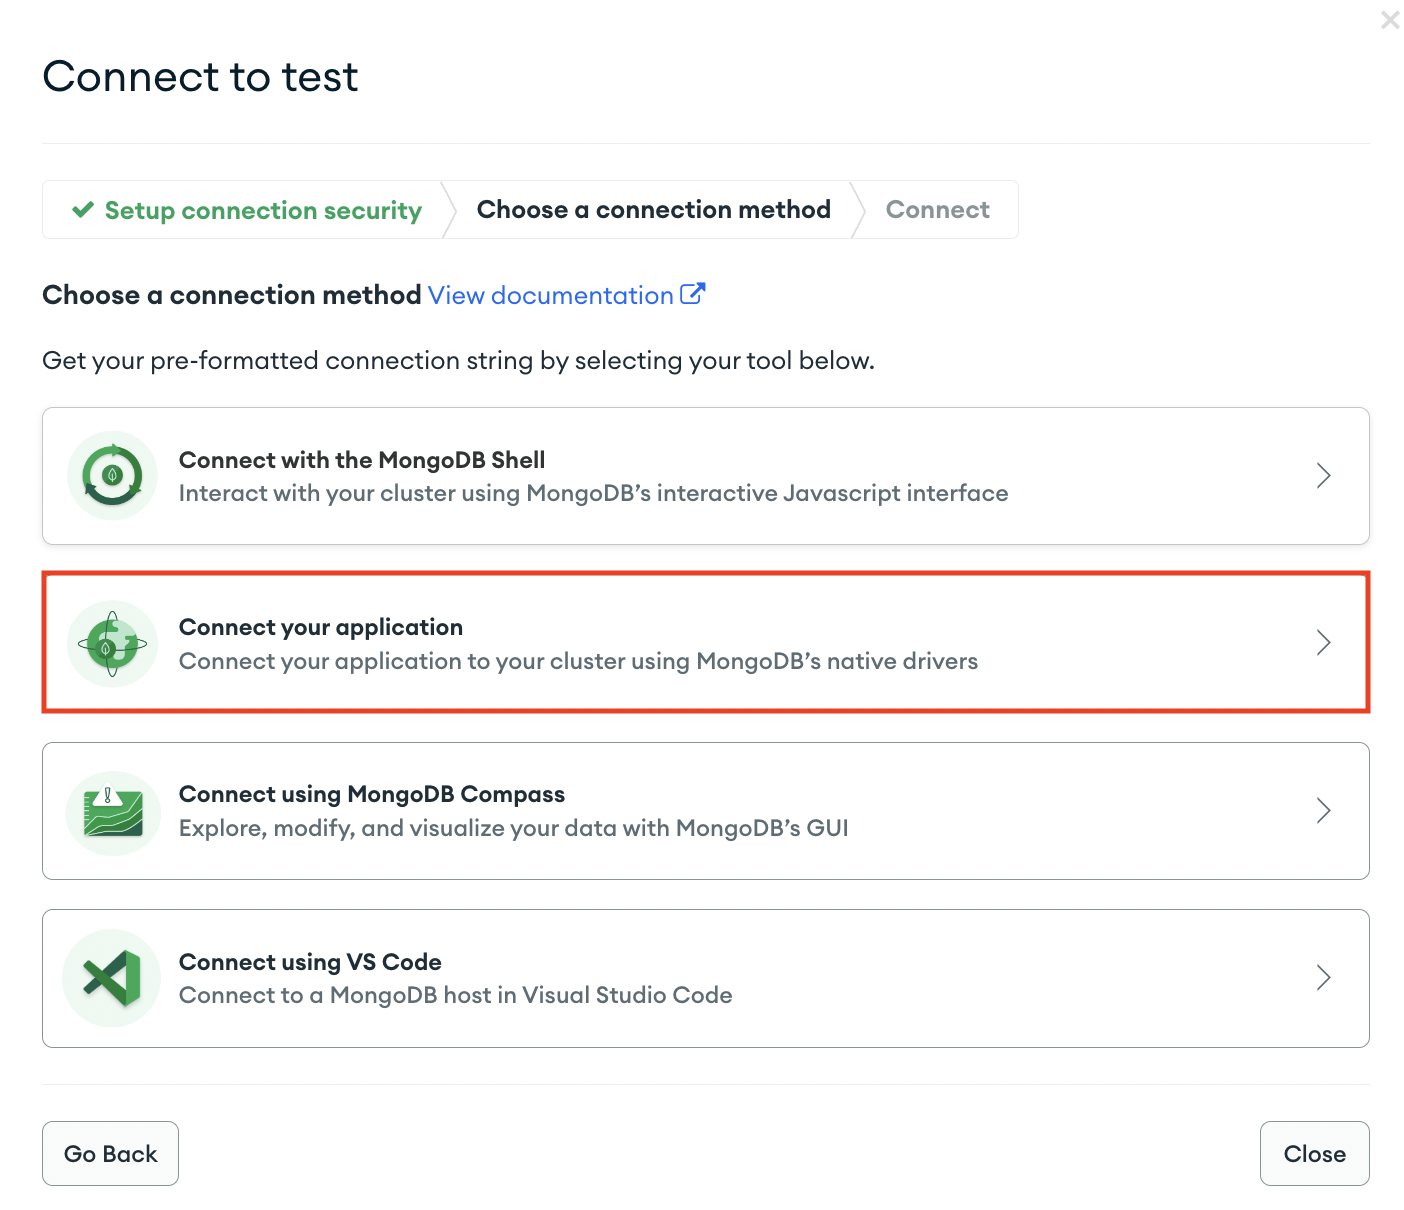 Connect to test
Setup connection security
Choose a connection method
Connect
Choose a connection method View documentation
Get your pre-formatted connection string by selecting your tool below.
Connect with the MongoDB Shell
Interact with your cluster using MongoDB’s interactive Javascript interface
Connect your application
Connect your application to your cluster using MongoDB’s native drivers
Connect using MongoDB Compass
Explore, modify, and visualize your data with MongoDB’s GUI
Connect using VS Code
Connect to a MongoDB host in Visual Studio Code
Go Back
Close